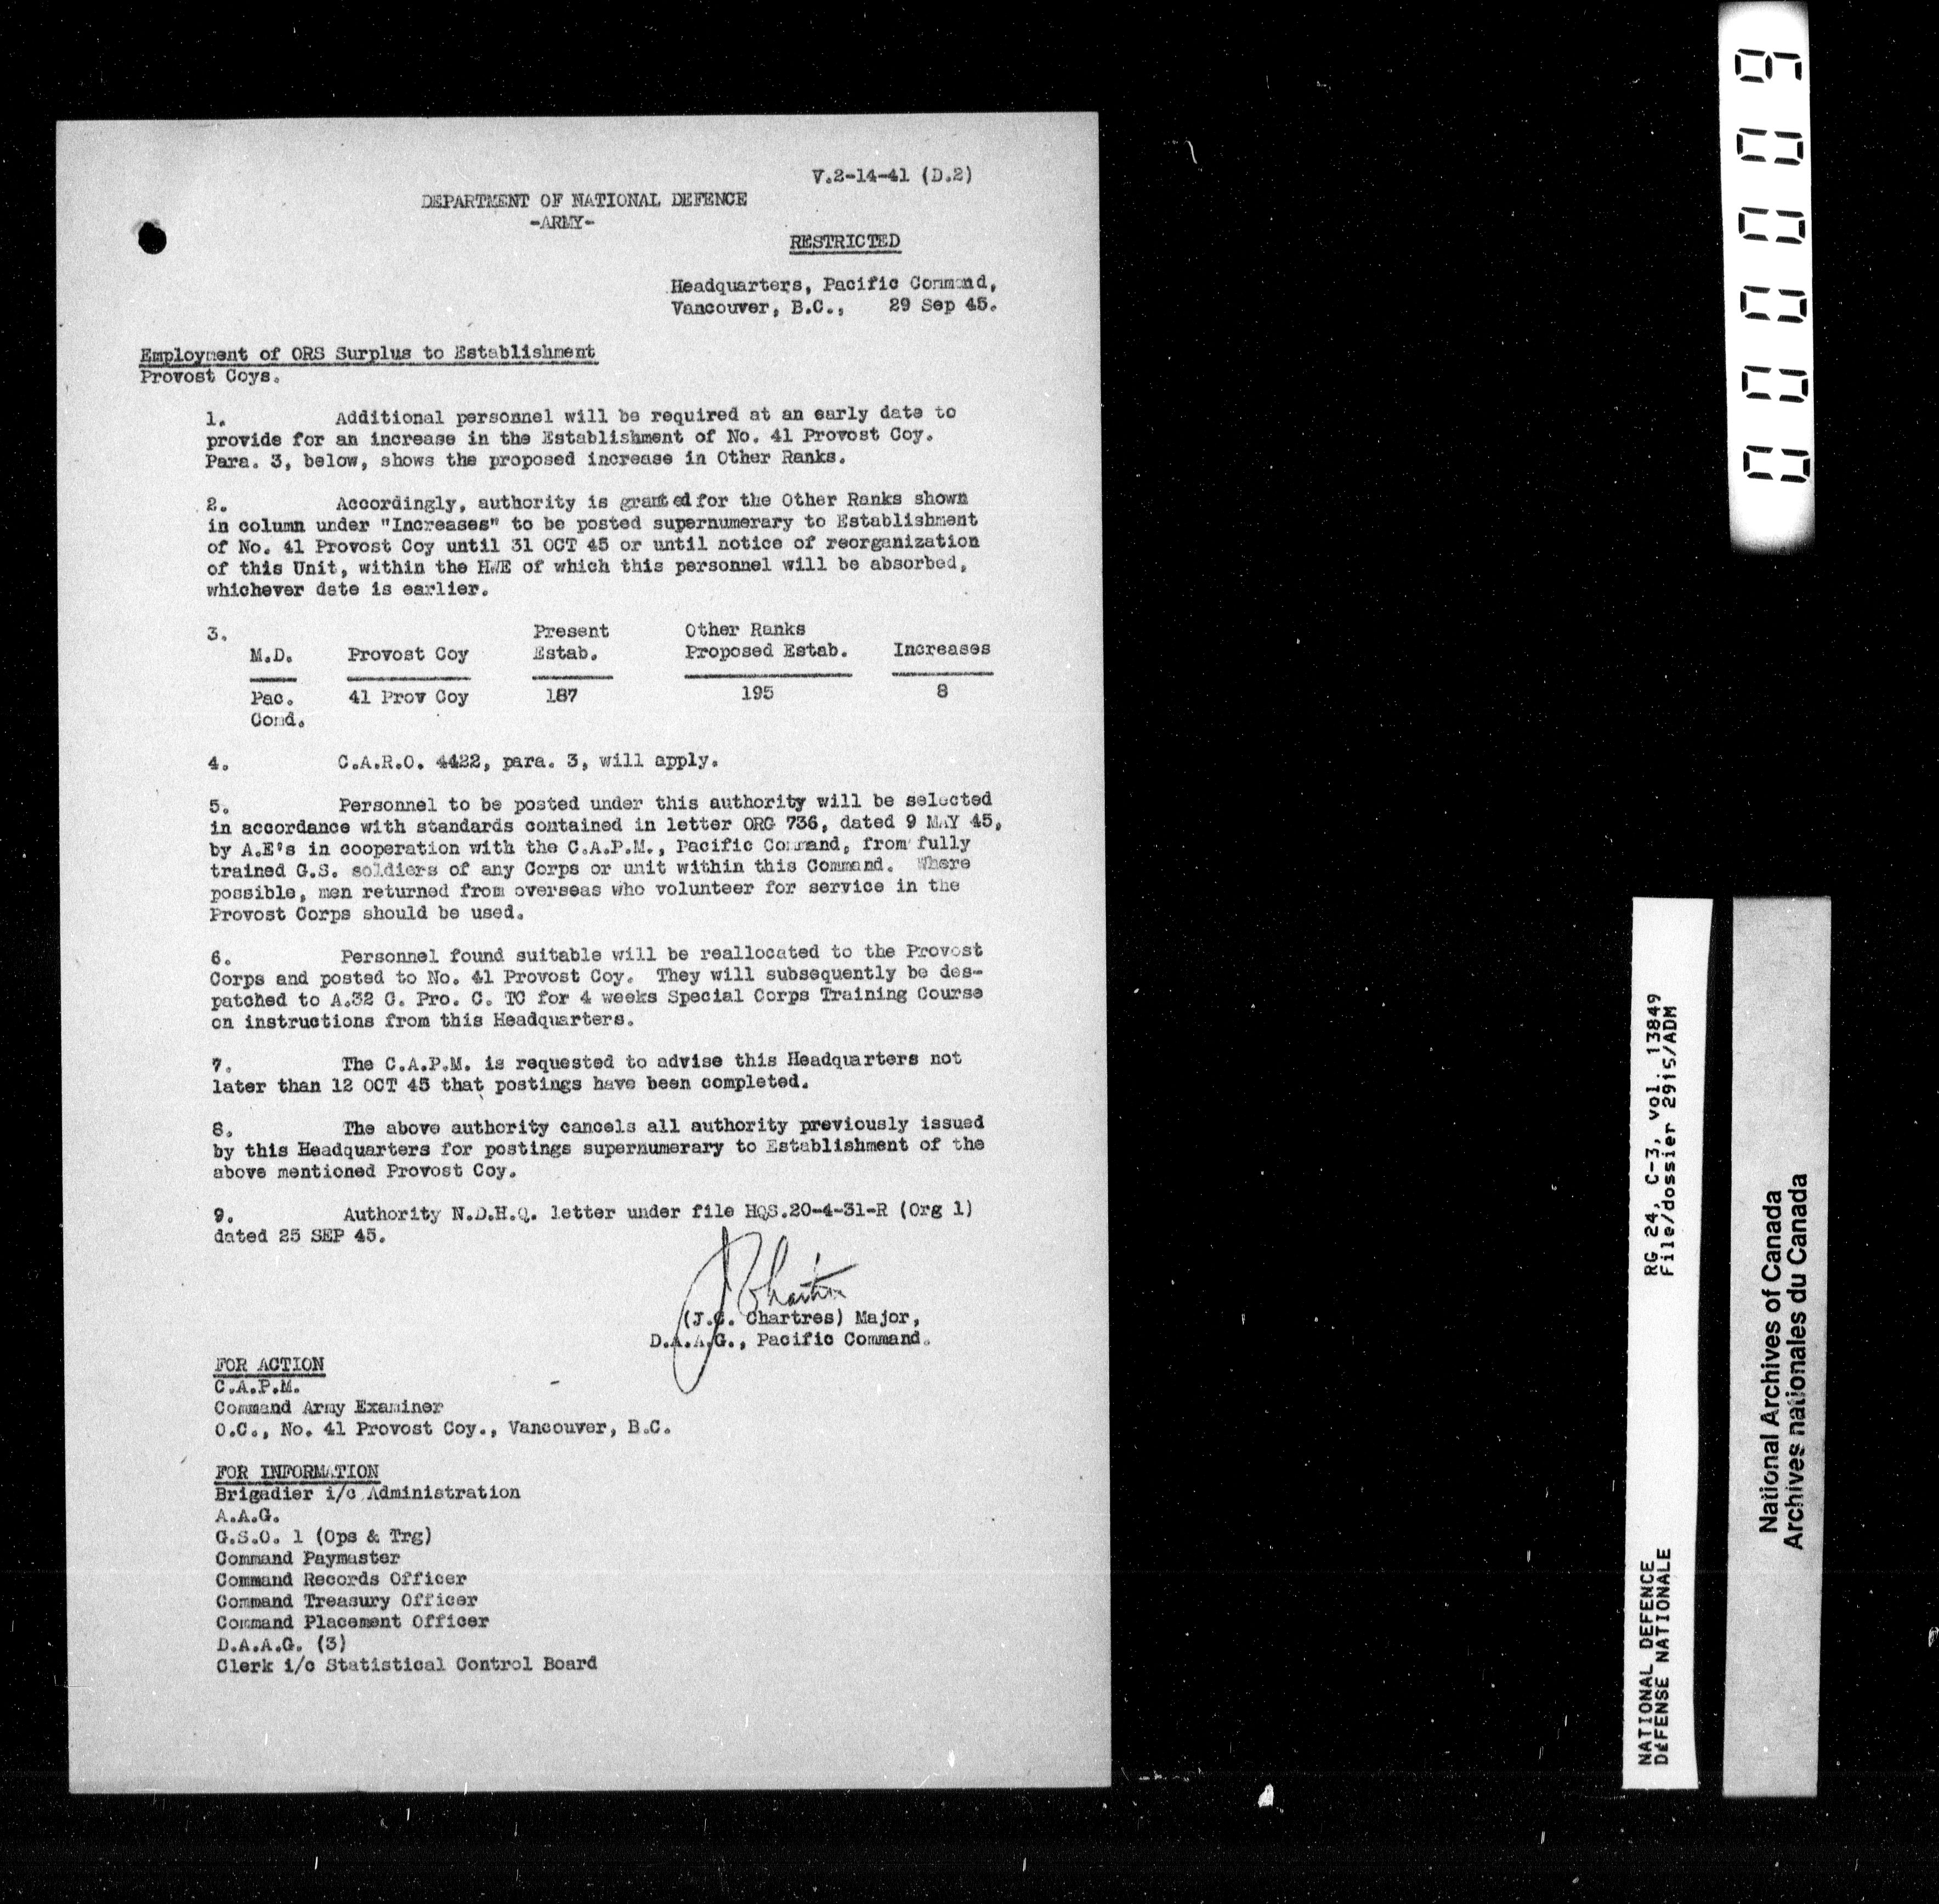 V.2-14-41 (D.2)
DEPARTMENT OF NATIONAL DEFENCE
-ARMY-
RESTRICTED
Headquarters, Pacific Command,
Vancouver, B.C., 29 Sep 45.
Employment of ORS Surplus to Establishment
Provost Coys.
1. Additional personnel will be required at an early date to
provide for an increase in the Establishment of No. 41 Provost Coy.
Para. 3, below, shows the proposed increase in Other Ranks.
2. Accordingly, authority is granted for the Other Ranks shown
in column under "Increases" to be posted supernumerary to Establishment
of No. 41 Provost Coy until 31 OCT 45 or until notice of reorganization
of this Unit, within the HWE of which this personnel will be absorbed,
whichever date is earlier.
3. Present Other Ranks
M.D. Provost Coy Estab. Proposed Estab. Increases
Pac. 41 Prov Coy 187 195 8
Comd.
4. C.A.R.O. 4422, para. 3, will apply.
5. Personnel to be posted under this authority will be selected
in accordance with standards contained in letter ORG 736, dated 9 MAY 45,
by A.E's in cooperation with the C.A.P.M., Pacific Command, from fully
trained G.S. soldiers of any Corps or unit within this Command. Where
possible, men returned from overseas who volunteer for service in the
Provost Corps should be used.
6. Personnel found suitable will be reallocated to the Provost
Corps and posted to No. 41 Provost Coy. They will subsequently be des-
patched to A.32 C. Pro. C. TC for 4 weeks Special Corps Training Course
on instructions from this Headquarters.
7. The C.A.P.M. is requested to advise this Headquarters not
later than 12 OCT 45 that postings have been completed.
8. The above authority cancels all authority previously issued
by this Headquarters for postings supernumerary to Establishment of the
above mentioned Provost Coy.
9. Authority N.D.H.Q. letter under file HQS.20-4-31-R (Org 1)
dated 25 SEP 45.
(J.C. Chartres) Major,
D.A.A.G., Pacific Command.
FOR ACTION
C.A.P.M.
Command Army Examiner
O.C., No. 41 Provost Coy., Vancouver, B.C.
FOR INFORMATION
Brigadier i/c Administration
A.A.G.
G.S.O. 1 (Ops & Trg)
Command Paymaster
Command Records Officer
Command Treasury Officer
Command Placement Officer
D.A.A.G. (3)
Clerk i/c Statistical Control Board
000009
NATIONAL DEFENCE RG 24, C-3, vol. 13849
DÉFENSE NATIONALE File/dossier 2915/ADM
National Archives of Canada
Archives nationales du Canada